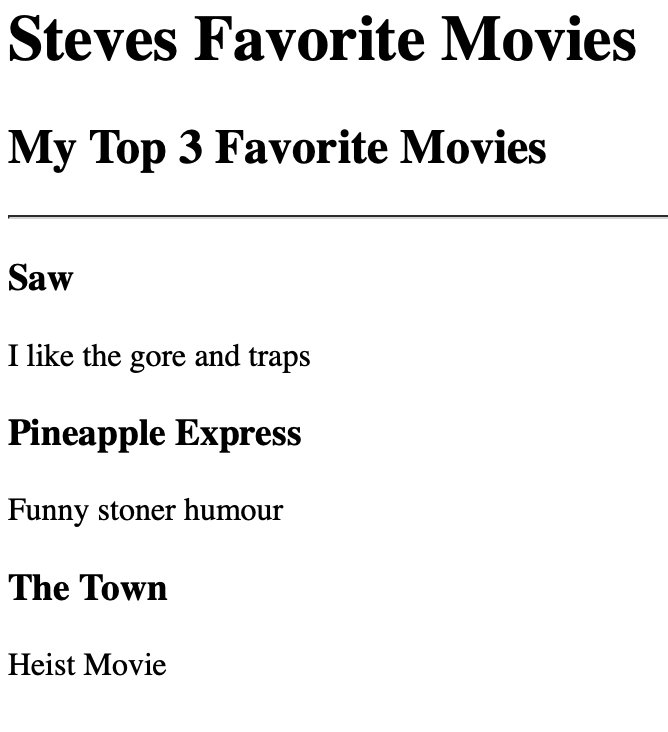 Steves Favorite Movies
My Top 3 Favorite Movies
Saw
I like the gore and traps
Pineapple Express
Funny stoner humour
The Town
Heist Movie